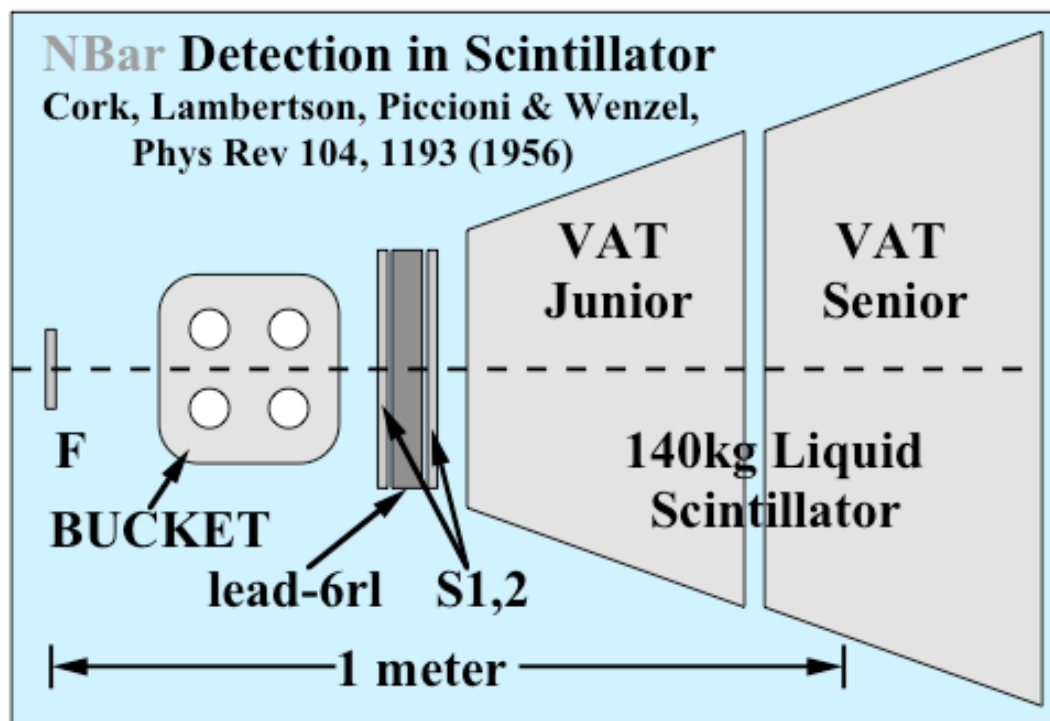 NBar Detection in Scintillator
Cork, Lambertson, Piccioni & Wenzel,
Phys Rev 104, 1193 (1956)
VAT
Junior
VAT
Senior
F
BUCKET
lead-6rl
S1,2
140kg Liquid
Scintillator
1 meter